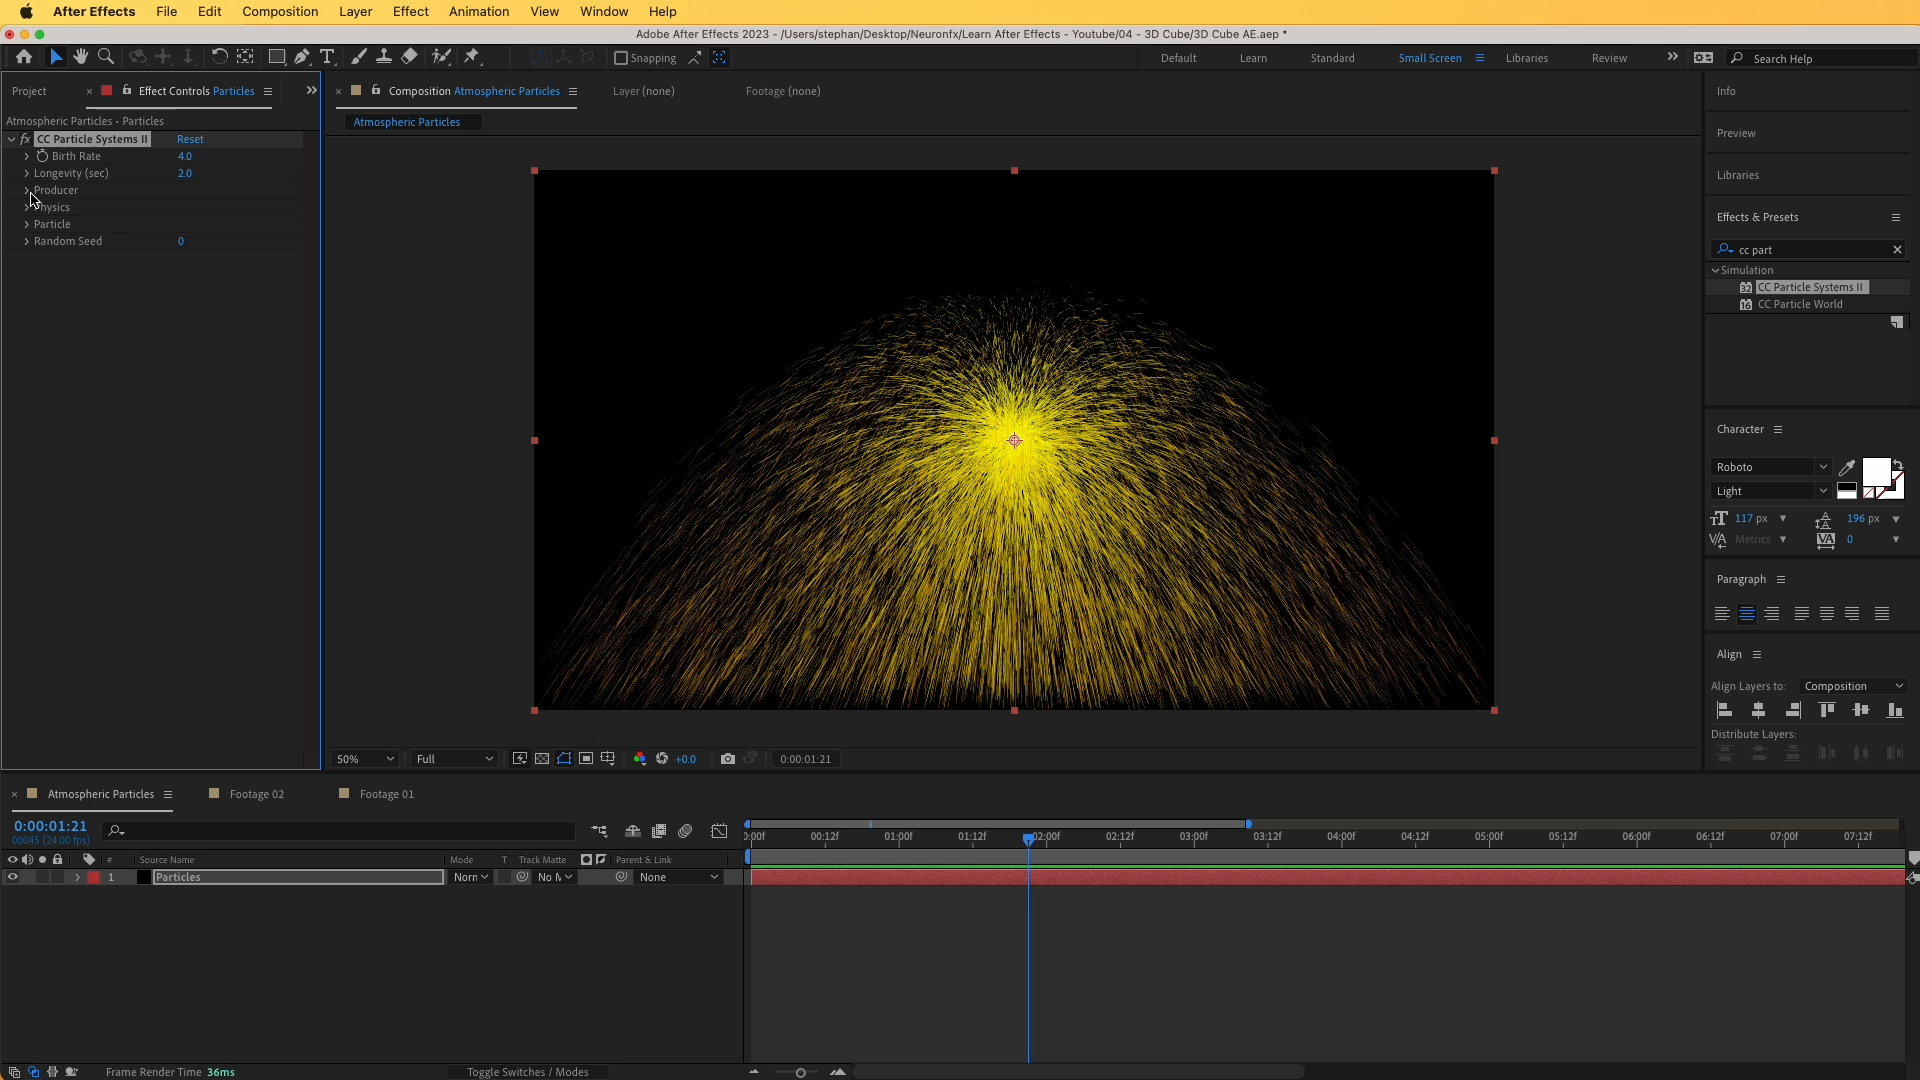 After Effects File Edit Composition Layer Effect Animation View Window Help
Adobe After Effects 2023 - /Users/stephan/Desktop/Neuronfx/Learn After Effects - Youtube/04 - 3D Cube/3D Cube AE.aep *
Snapping Default Learn Standard Small Screen Libraries Review Search Help
Project Effect Controls Particles Composition Atmospheric Particles Layer (none) Footage (none)
Atmospheric Particles • Particles
Atmospheric Particles
fx CC Particle Systems II Reset
Birth Rate 4.0
Longevity (sec) 2.0
Producer
Physics
Particle
Random Seed 0
Info
Preview
Libraries
Effects & Presets
cc part
Simulation
32 CC Particle Systems II
16 CC Particle World
Character
Roboto
Light
117 px 196 px
Metrics 0
Paragraph
Align
Align Layers to: Composition
Distribute Layers:
50% Full +0.0 0:00:01:21
Atmospheric Particles Footage 02 Footage 01
0:00:01:21
00045 (24.00 fps)
0:00f 00:12f 01:00f 01:12f 02:00f 02:12f 03:00f 03:12f 04:00f 04:12f 05:00f 05:12f 06:00f 06:12f 07:00f 07:12f
# Source Name Mode T Track Matte Parent & Link
1 Particles Norn No M None
Frame Render Time 36ms Toggle Switches / Modes